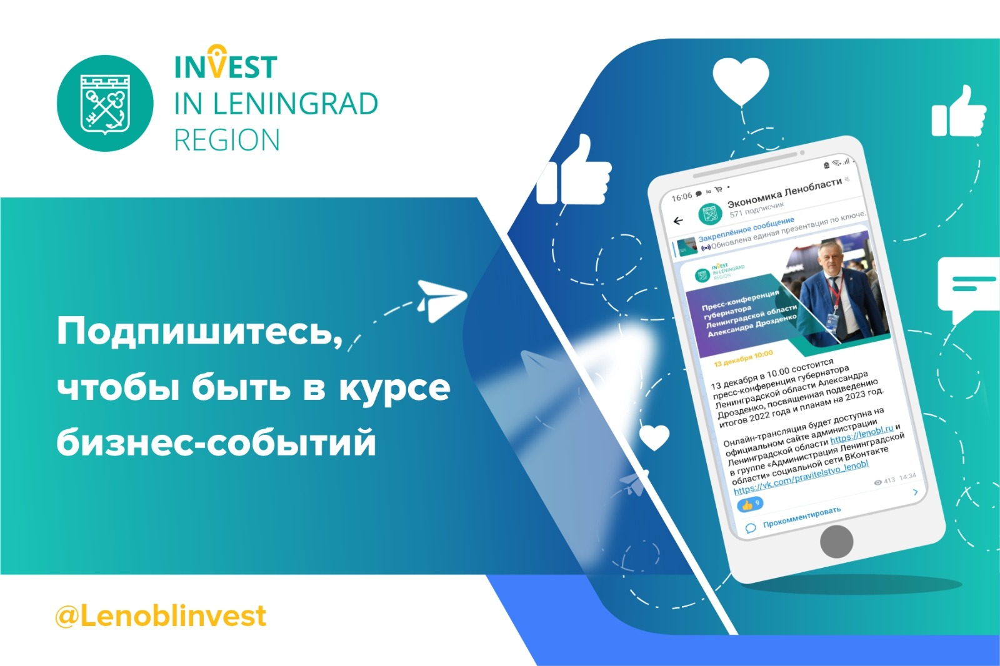 INVEST
IN LENINGRAD
REGION
Подпишитесь,
чтобы быть в курсе
бизнес-событий
@Lenoblinvest
16:06
Экономика Ленобласти
571 подписчик
Закреплённое сообщение
Обновлена единая презентация по ключе.
INVEST
IN LENINGRAD
REGION
Пресс-конференция
губернатора
Ленинградской области
Александра Дрозденко
13 декабря 10:00
13 декабря в 10.00 состоится
пресс-конференция губернатора
Ленинградской области Александра
Дрозденко, посвященная подведению
итогов 2022 года и планам на 2023 год.
Онлайн-трансляция будет доступна на
официальном сайте администрации
Ленинградской области https://lenobl.ru и
в группе «Администрация Ленинградской
области» социальной сети ВКонтакте
https://vk.com/pravitelstvo_lenobl
413 14:34
9
Прокомментировать